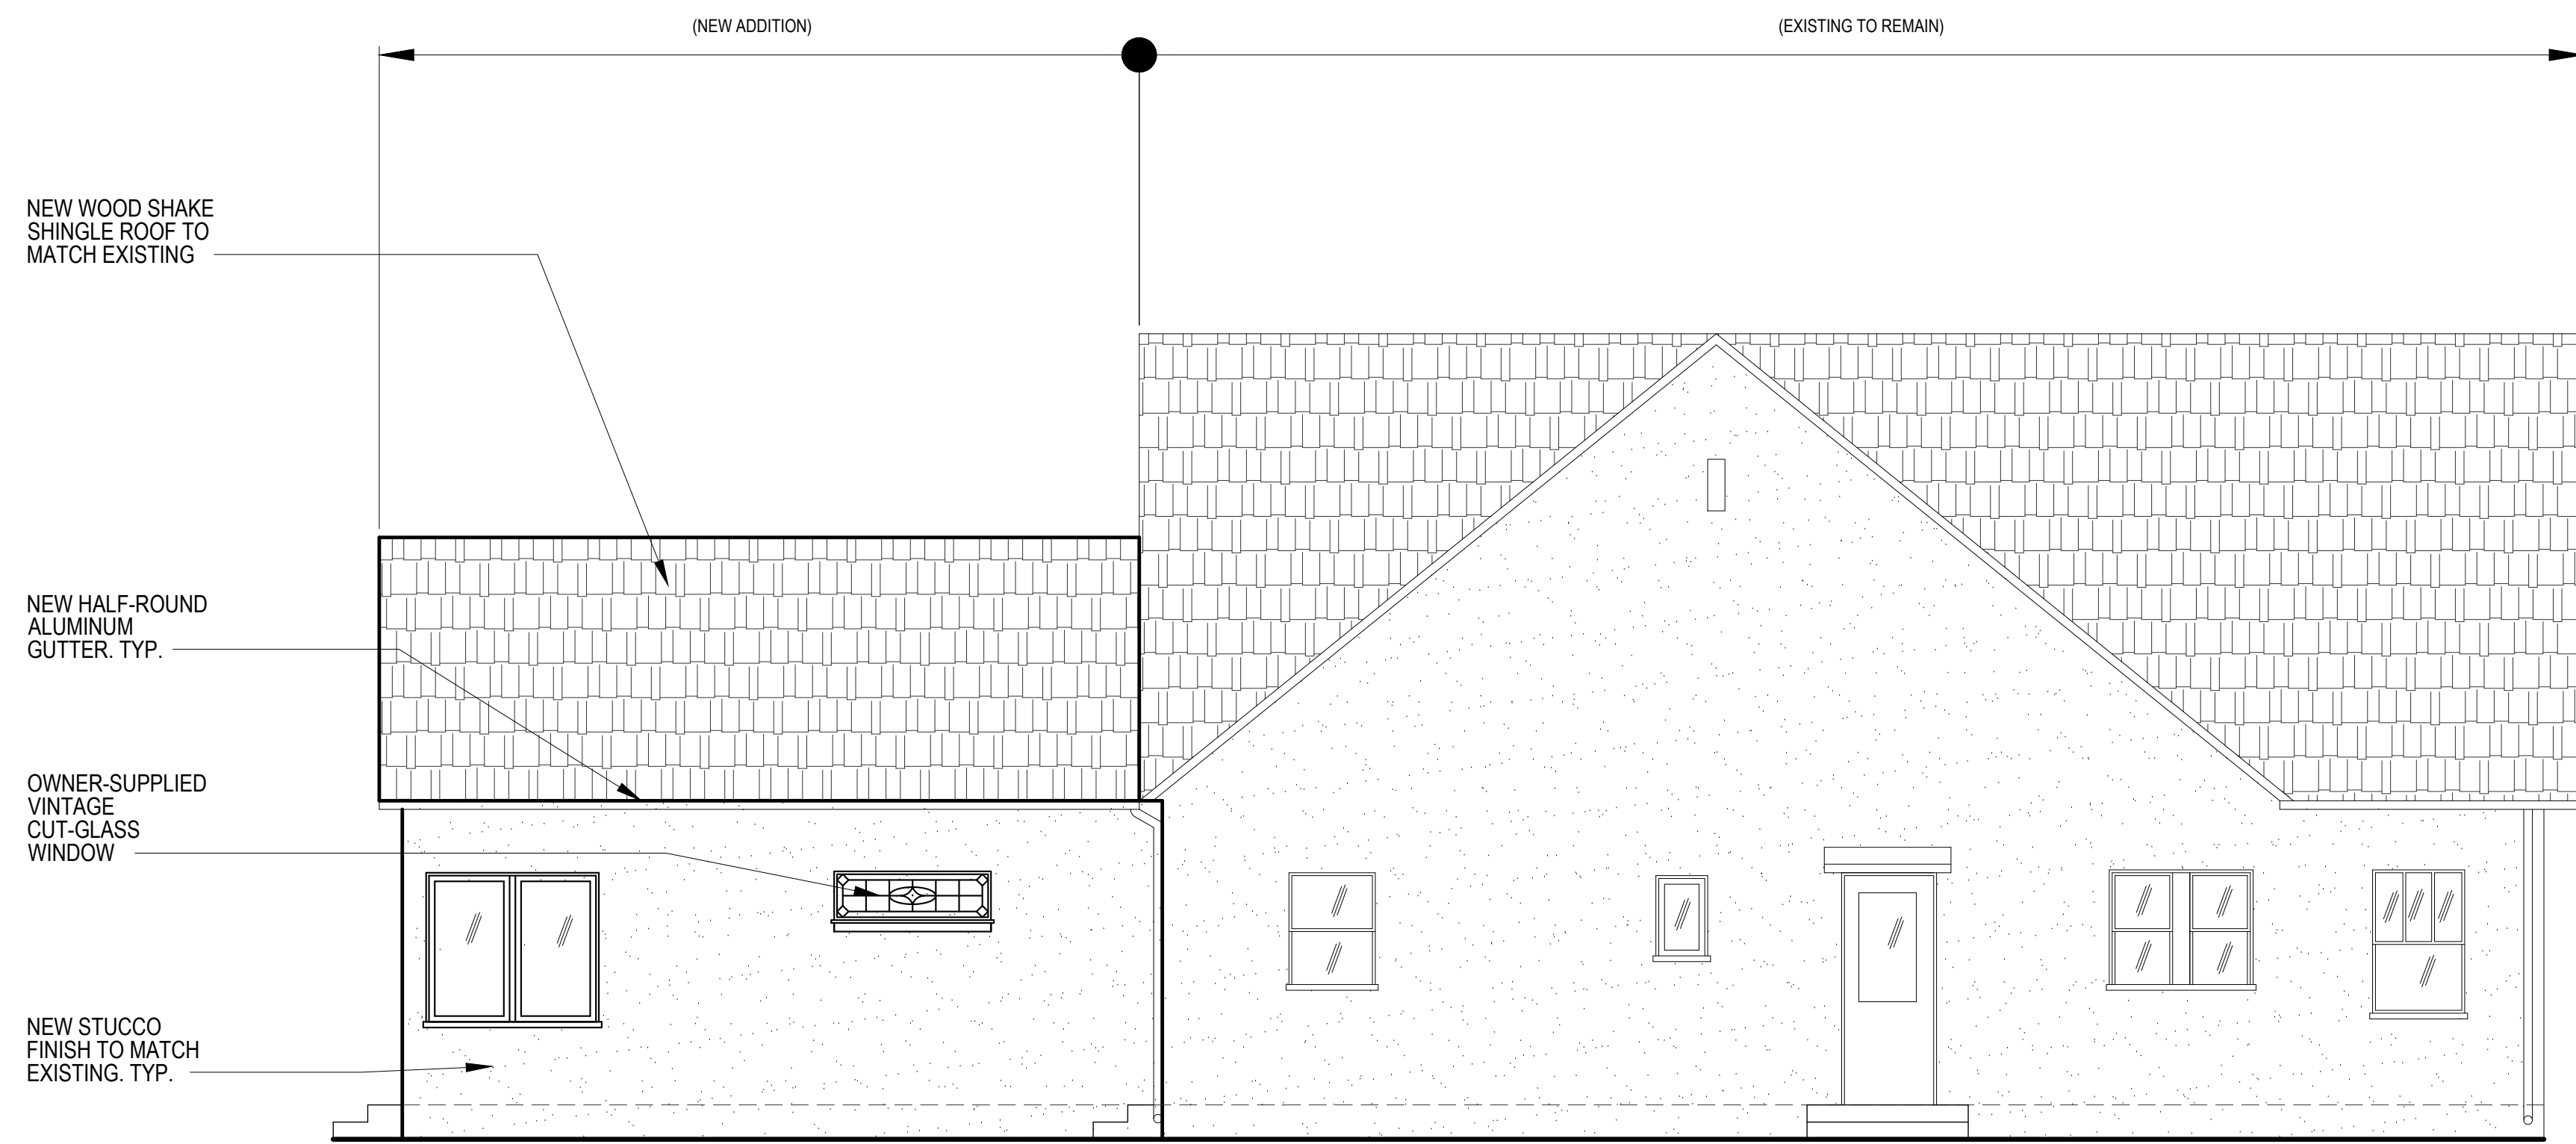 (NEW ADDITION)
(EXISTING TO REMAIN)
NEW WOOD SHAKE
SHINGLE ROOF TO
MATCH EXISTING
NEW HALF-ROUND
ALUMINUM
GUTTER. TYP.
OWNER-SUPPLIED
VINTAGE
CUT-GLASS
WINDOW
NEW STUCCO
FINISH TO MATCH
EXISTING. TYP.